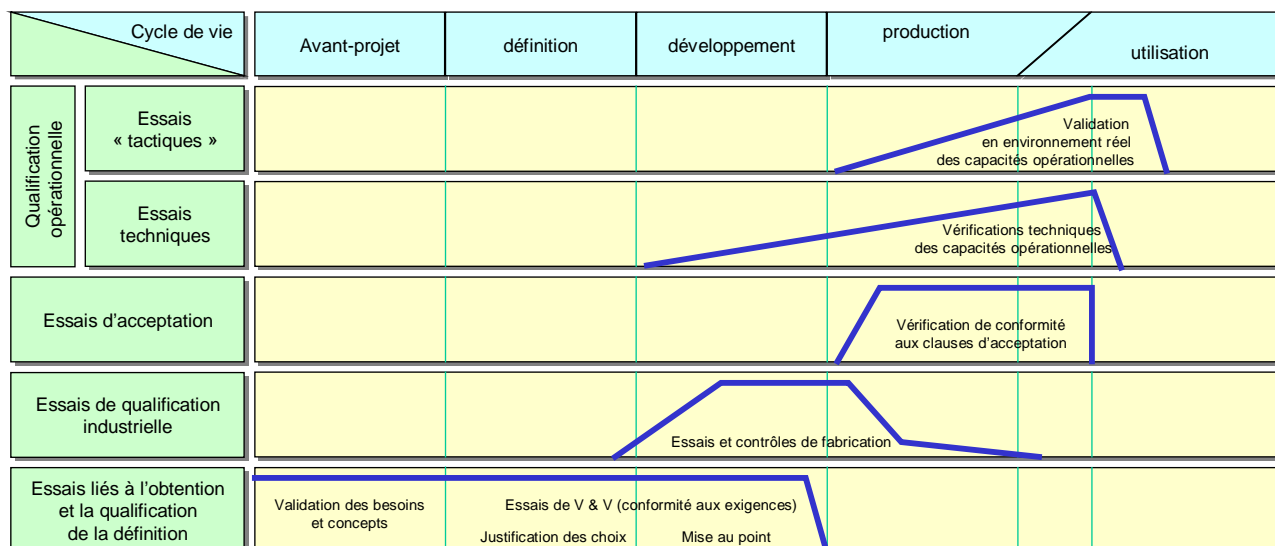 Cycle de vie
Avant-projet
définition
développement
production
utilisation
Qualification
opérationnelle
Essais
« tactiques »
Validation
en environnement réel
des capacités opérationnelles
Essais
techniques
Vérifications techniques
des capacités opérationnelles
Essais d'acceptation
Vérification de conformité
aux clauses d'acceptation
Essais de qualification
industrielle
Essais et contrôles de fabrication
Essais liés à l'obtention
et la qualification
de la définition
Validation des besoins
et concepts
Essais de V & V (conformité aux exigences)
Justification des choix
Mise au point